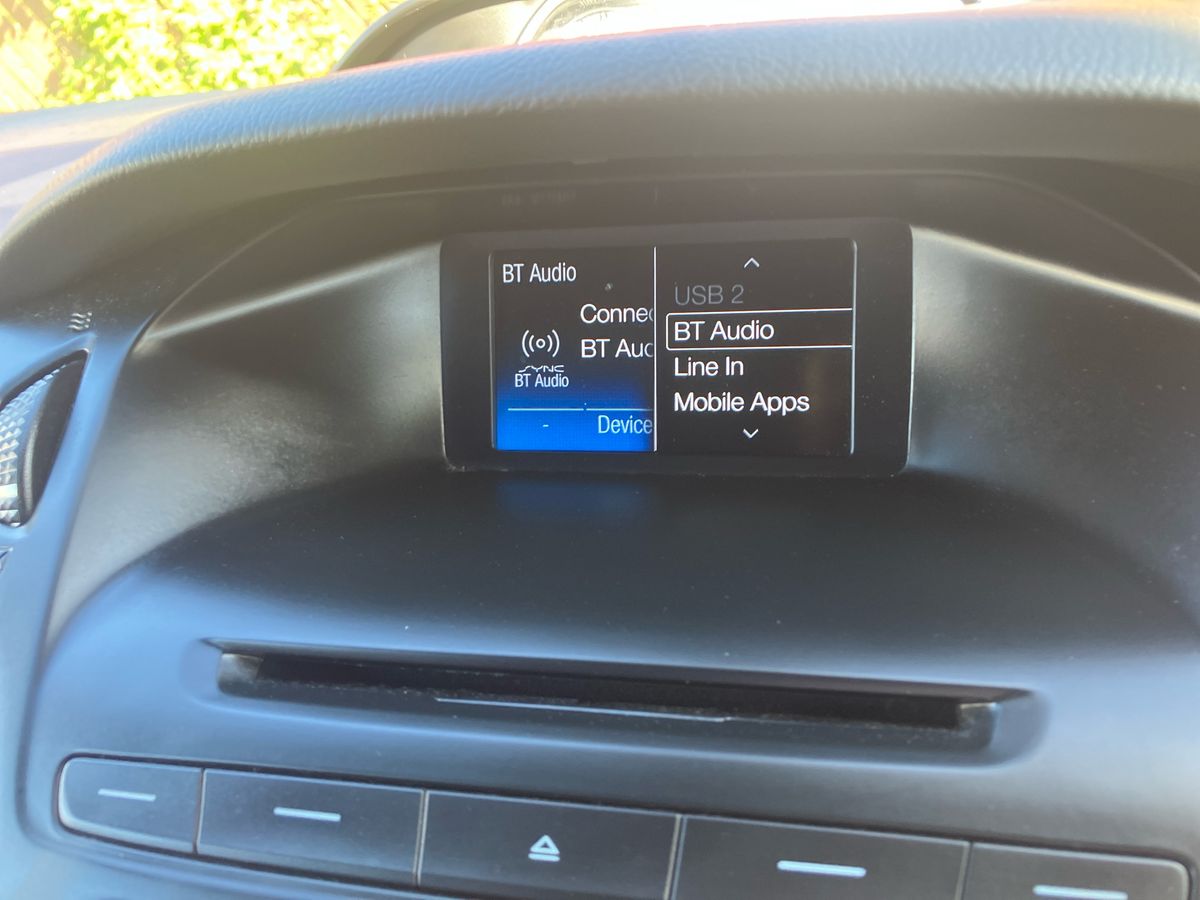 BT Audio
Connec
BT Auc
SYNC
BT Audio
-
Device
USB 2
BT Audio
Line In
Mobile Apps